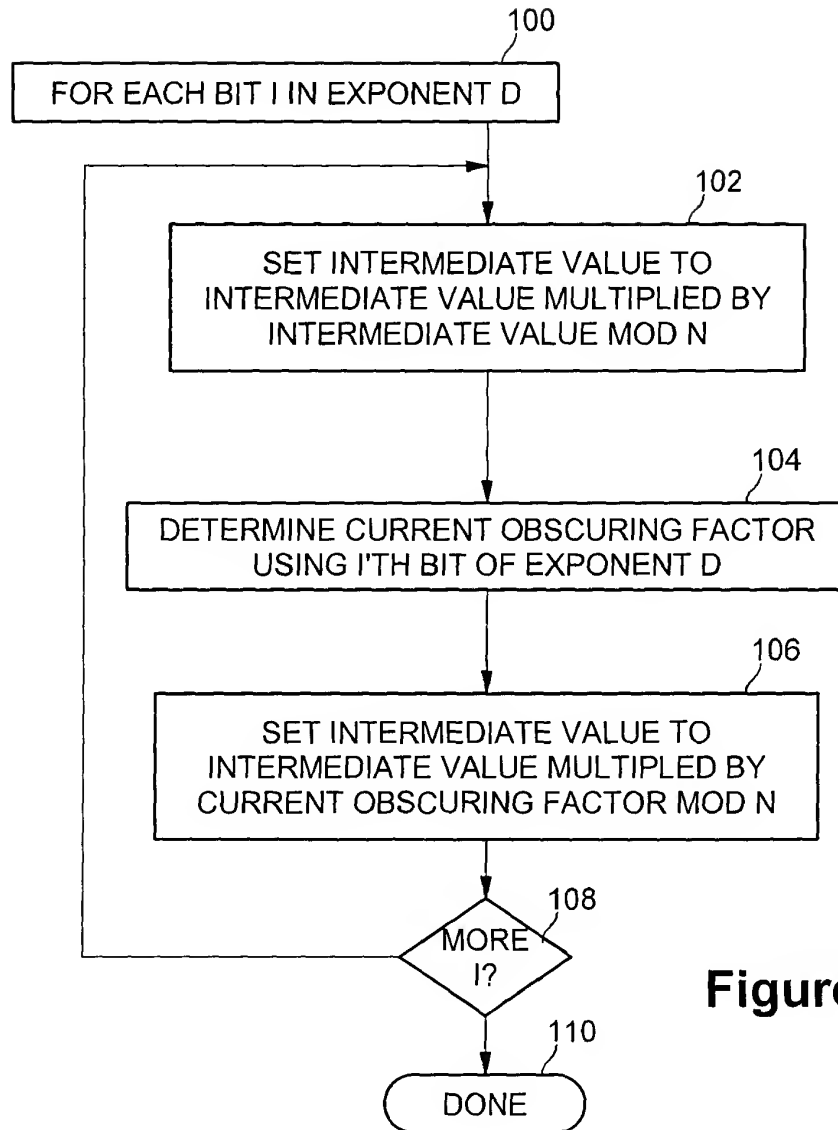 100
FOR EACH BIT I IN EXPONENT D
102
SET INTERMEDIATE VALUE TO
INTERMEDIATE VALUE MULTIPLIED BY
INTERMEDIATE VALUE MOD N
104
DETERMINE CURRENT OBSCURING FACTOR
USING I'TH BIT OF EXPONENT D
106
SET INTERMEDIATE VALUE TO
INTERMEDIATE VALUE MULTIPLED BY
CURRENT OBSCURING FACTOR MOD N
108
MORE
I?
Figure
110
DONE